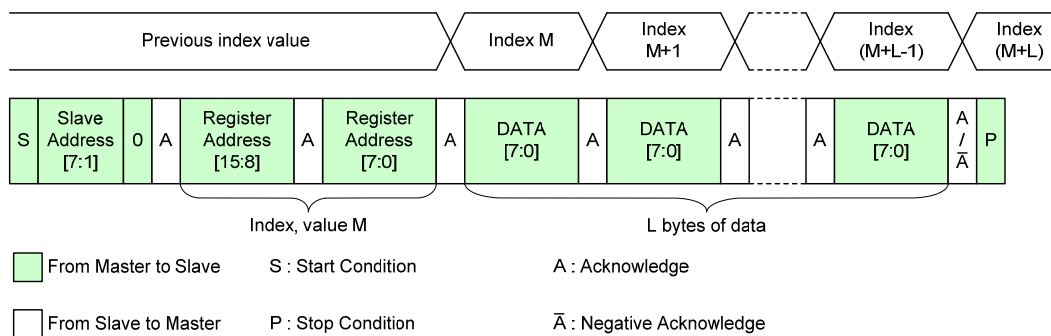 Previous index value
Index M
Index
M+1
Index
(M+L-1)
Index
(M+L)
S
Slave
Address
[7:1]
0
A
Register
Address
[15:8]
A
Register
Address
[7:0]
A
DATA
[7:0]
A
DATA
[7:0]
A
A
DATA
[7:0]
A
/
A̅
P
Index, value M
L bytes of data
From Master to Slave
S : Start Condition
A : Acknowledge
From Slave to Master
P : Stop Condition
A̅ : Negative Acknowledge